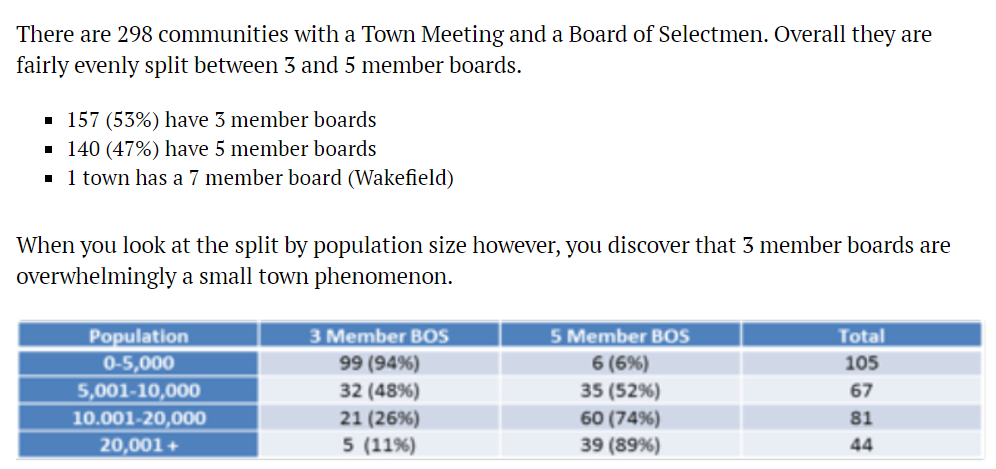 There are 298 communities with a Town Meeting and a Board of Selectmen. Overall they are
fairly evenly split between 3 and 5 member boards.
▪ 157 (53%) have 3 member boards
▪ 140 (47%) have 5 member boards
▪ 1 town has a 7 member board (Wakefield)
When you look at the split by population size however, you discover that 3 member boards are
overwhelmingly a small town phenomenon.
Population 3 Member BOS 5 Member BOS Total
0-5,000 99 (94%) 6 (6%) 105
5,001-10,000 32 (48%) 35 (52%) 67
10.001-20,000 21 (26%) 60 (74%) 81
20,001 + 5 (11%) 39 (89%) 44